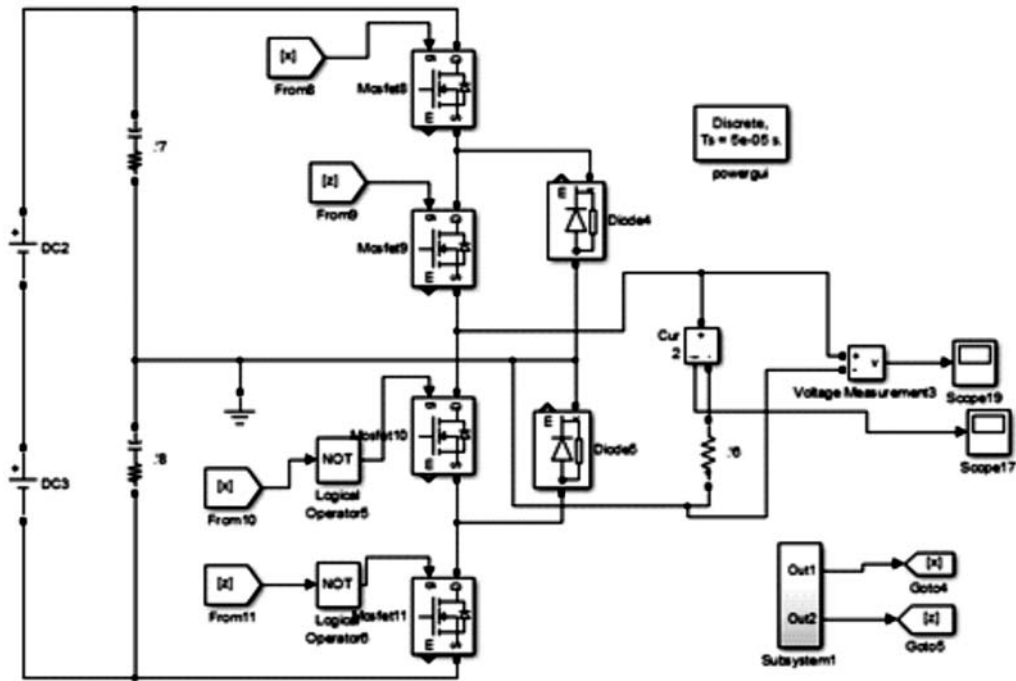 [x]
From8
g
D
Mosfet8
m
S
Discrete,
Ts = 5e-05 s.
powergui
:7
[z]
From9
g
D
Mosfet9
m
S
m
Diode4
DC2
Cur
2
+
-
+
-
v
Voltage Measurement3
Scope19
g
D
Mosfet10
m
S
m
Diode5
:6
Scope17
:8
DC3
[x]
From10
NOT
Logical
Operator5
[z]
From11
NOT
Logical
Operator6
g
D
Mosfet11
m
S
Out1
Out2
Subsystem1
[x]
Goto4
[z]
Goto5